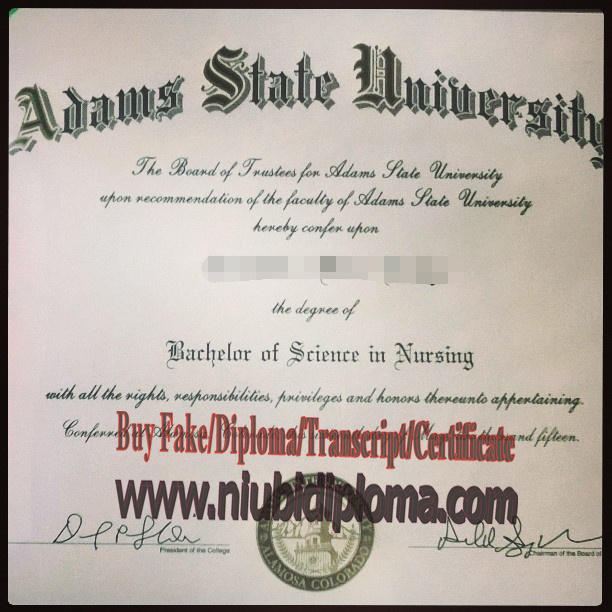 Adams State University
The Board of Trustees for Adams State University
upon recommendation of the faculty of Adams State University
hereby confer upon
the degree of
Bachelor of Science in Nursing
with all the rights, responsibilities, privileges and honors thereunto appertaining.
Conferred at fifteen.
Buy Fake/Diploma/Transcript/Certificate
www.niubidiploma.com
President of the College
Chairman of the Board of
ALAMOSA COLORADO